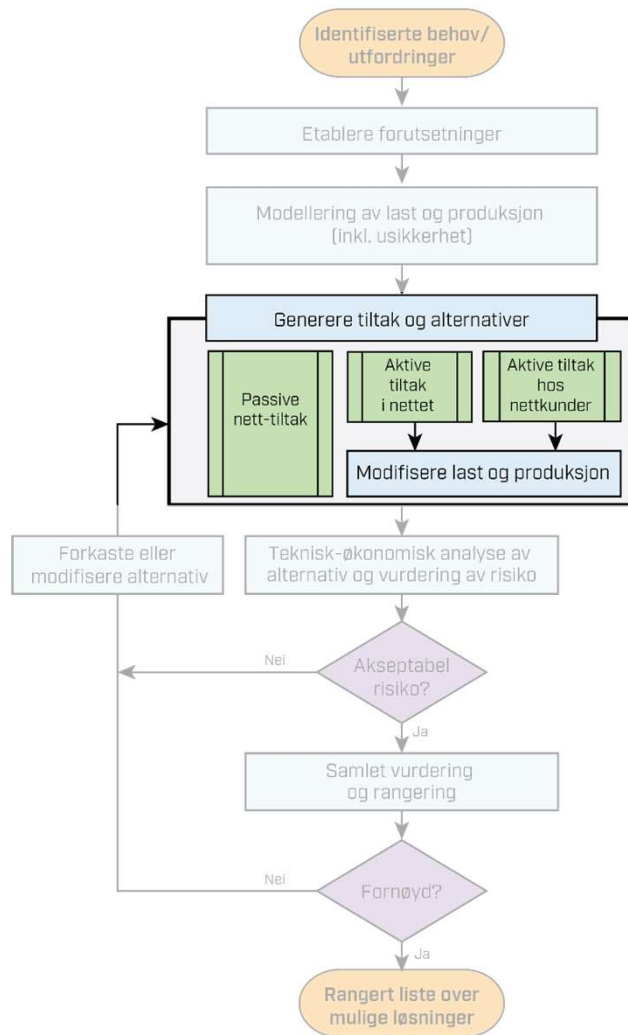 Identifiserte behov/
utfordringer
Etablere forutsetninger
Modellering av last og produksjon
(inkl. usikkerhet)
Generere tiltak og alternativer
Passive
nett-tiltak
Aktive
tiltak
i nettet
Aktive tiltak
hos
nettkunder
Modifisere last og produksjon
Forkaste eller
modifisere alternativ
Teknisk-økonomisk analyse av
alternativ og vurdering av risiko
Nei
Akseptabel
risiko?
Ja
Samlet vurdering
og rangering
Nei
Fornøyd?
Ja
Rangert liste over
mulige løsninger